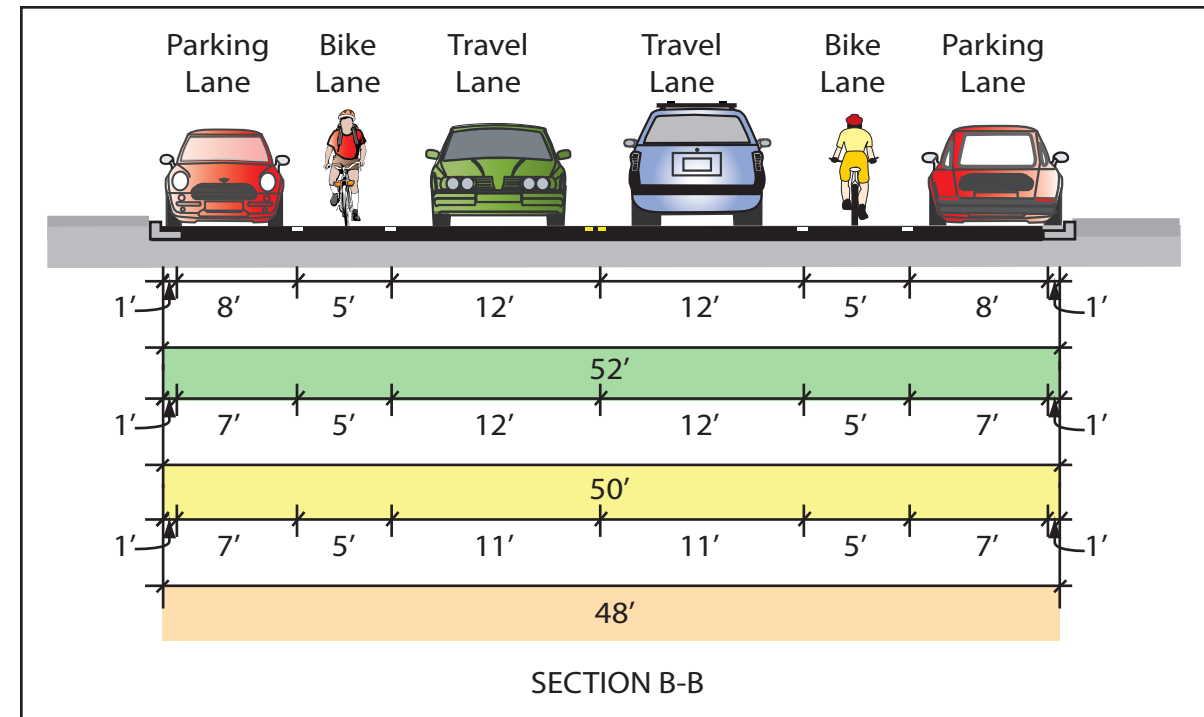 Parking Lane
Bike Lane
Travel Lane
Travel Lane
Bike Lane
Parking Lane
1’ 8’ 5’ 12’ 12’ 5’ 8’ 1’
52’
1’ 7’ 5’ 12’ 12’ 5’ 7’ 1’
50’
1’ 7’ 5’ 11’ 11’ 5’ 7’ 1’
48’
SECTION B-B